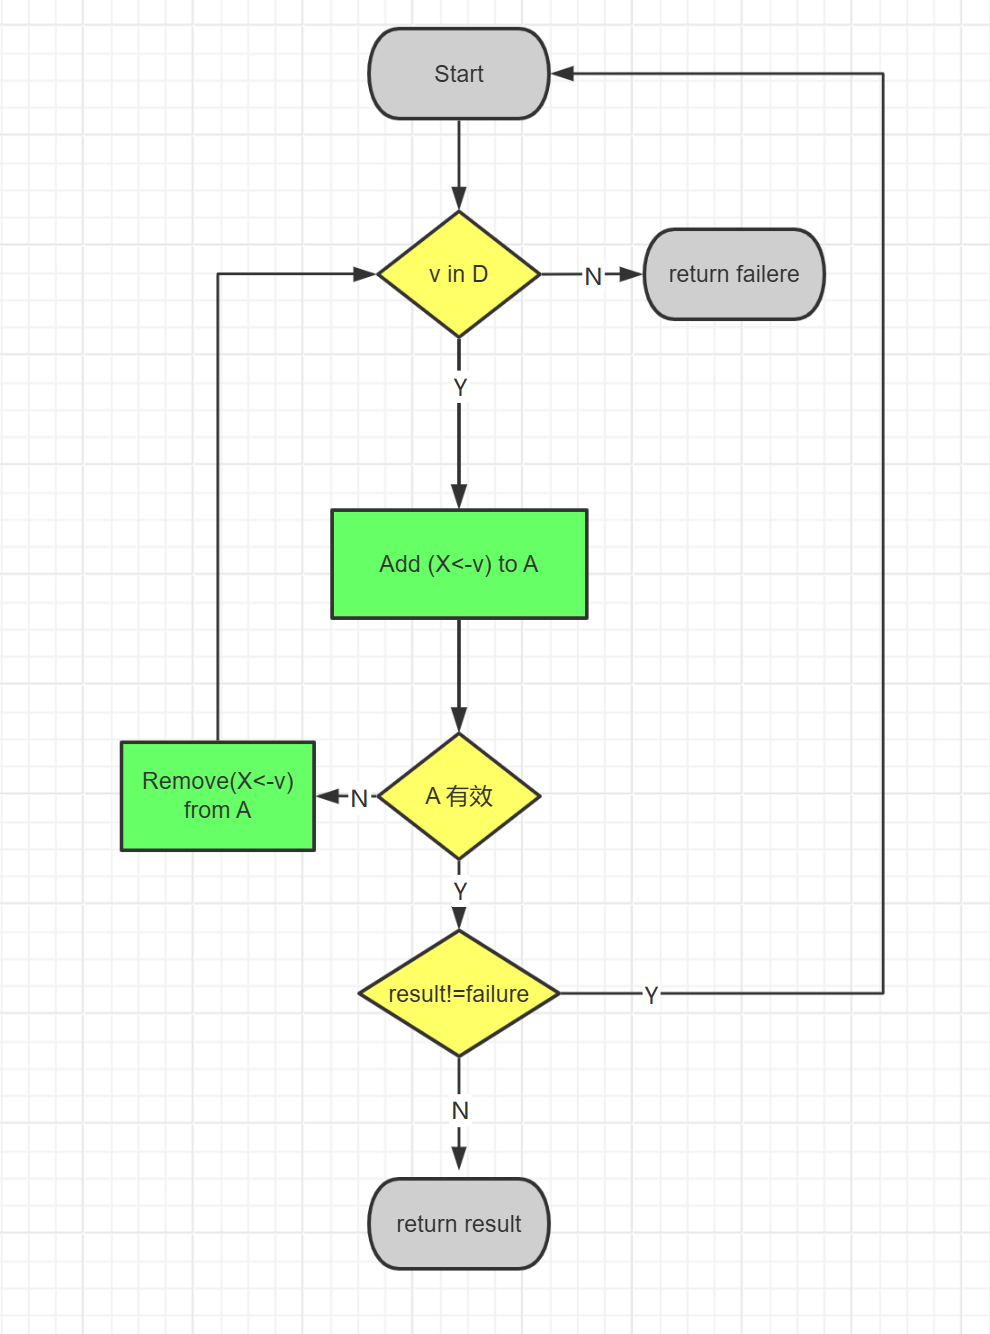 Start
v in D
N
return failere
Y
Add (X<-v) to A
Remove(X<-v)
from A
N
A 有效
Y
result!=failure
Y
N
return result